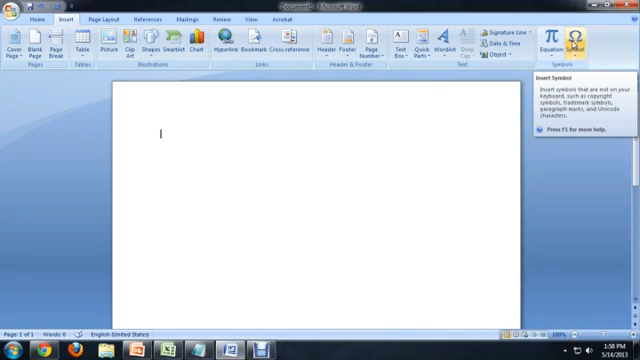 Document1 - Microsoft Word
Home Insert Page Layout References Mailings Review View Acrobat
Cover Page Blank Page Page Break Table Picture Clip Art Shapes SmartArt Chart Hyperlink Bookmark Cross-reference Header Footer Page Number Text Box Quick Parts WordArt Drop Cap Signature Line Date & Time Object Equation Symbol
Pages Tables Illustrations Links Header & Footer Text Symbols
Insert Symbol
Insert symbols that are not on your
keyboard, such as copyright
symbols, trademark symbols,
paragraph marks, and Unicode
characters.
Press F1 for more help.
Page: 1 of 1 Words: 0 English (United States) 100%
1:58 PM
5/14/2013